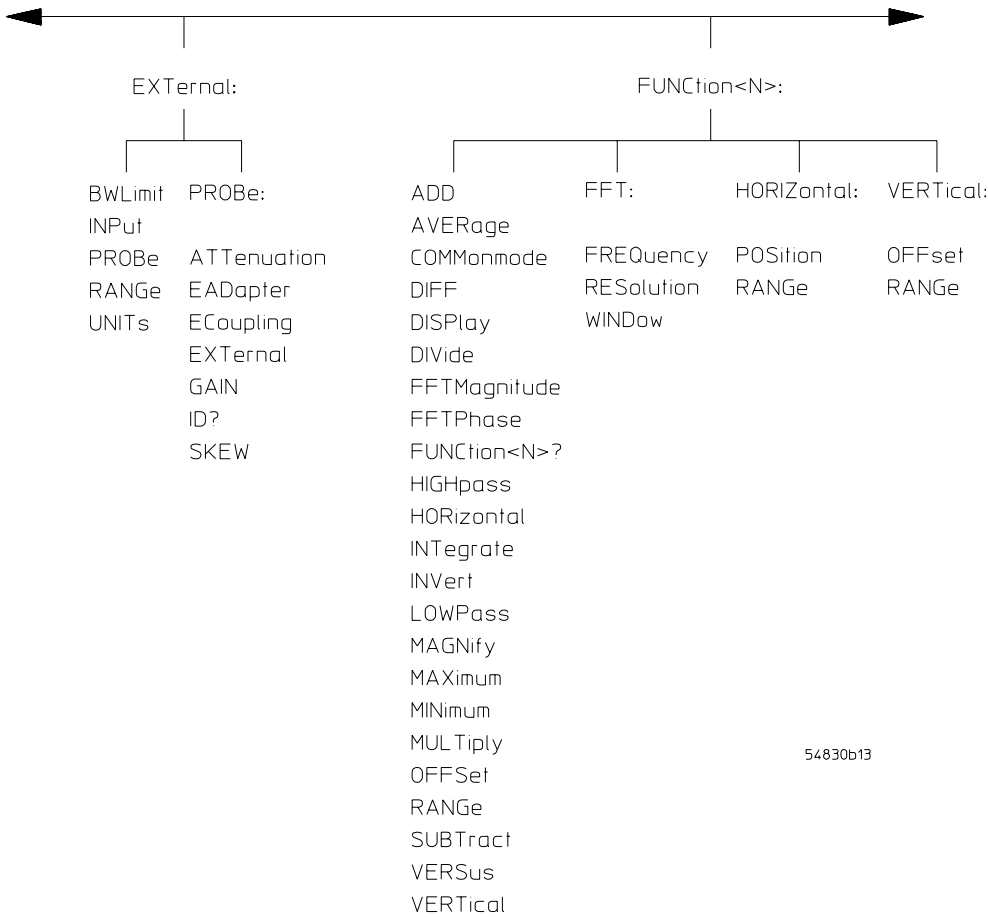 EXTernal:
FUNCtion<N>:
BWLimit
INPut
PROBe
RANGe
UNITs
PROBe:
ATTenuation
EADapter
ECoupling
EXTernal
GAIN
ID?
SKEW
ADD
AVERage
COMMonmode
DIFF
DISPlay
DIVide
FFTMagnitude
FFTPhase
FUNCtion<N>?
HIGHpass
HORizontal
INTegrate
INVert
LOWPass
MAGNify
MAXimum
MINimum
MULTiply
OFFSet
RANGe
SUBTract
VERSus
VERTical
FFT:
FREQuency
RESolution
WINDow
HORIZontal:
POSition
RANGe
VERTical:
OFFset
RANGe
54830b13